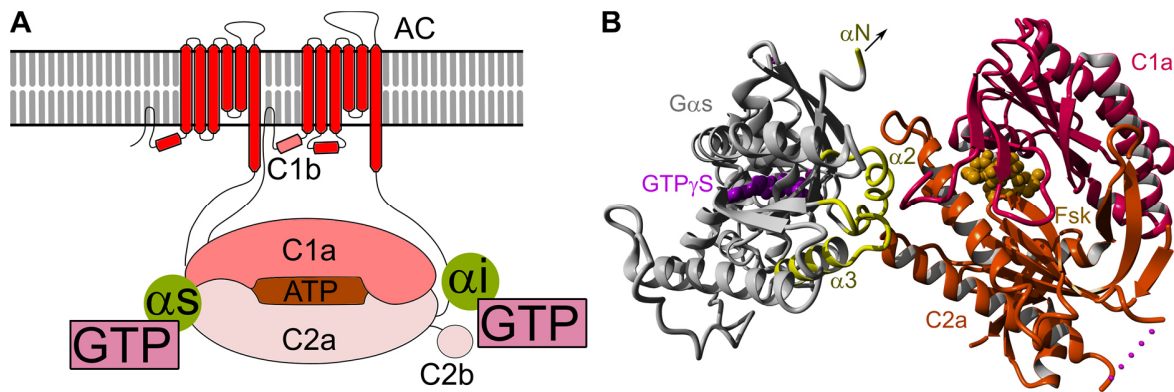 A
AC
C1b
C1a
ATP
αs
αi
GTP
GTP
C2a
C2b
B
αN
C1a
Gαs
α2
GTPγS
Fsk
α3
C2a